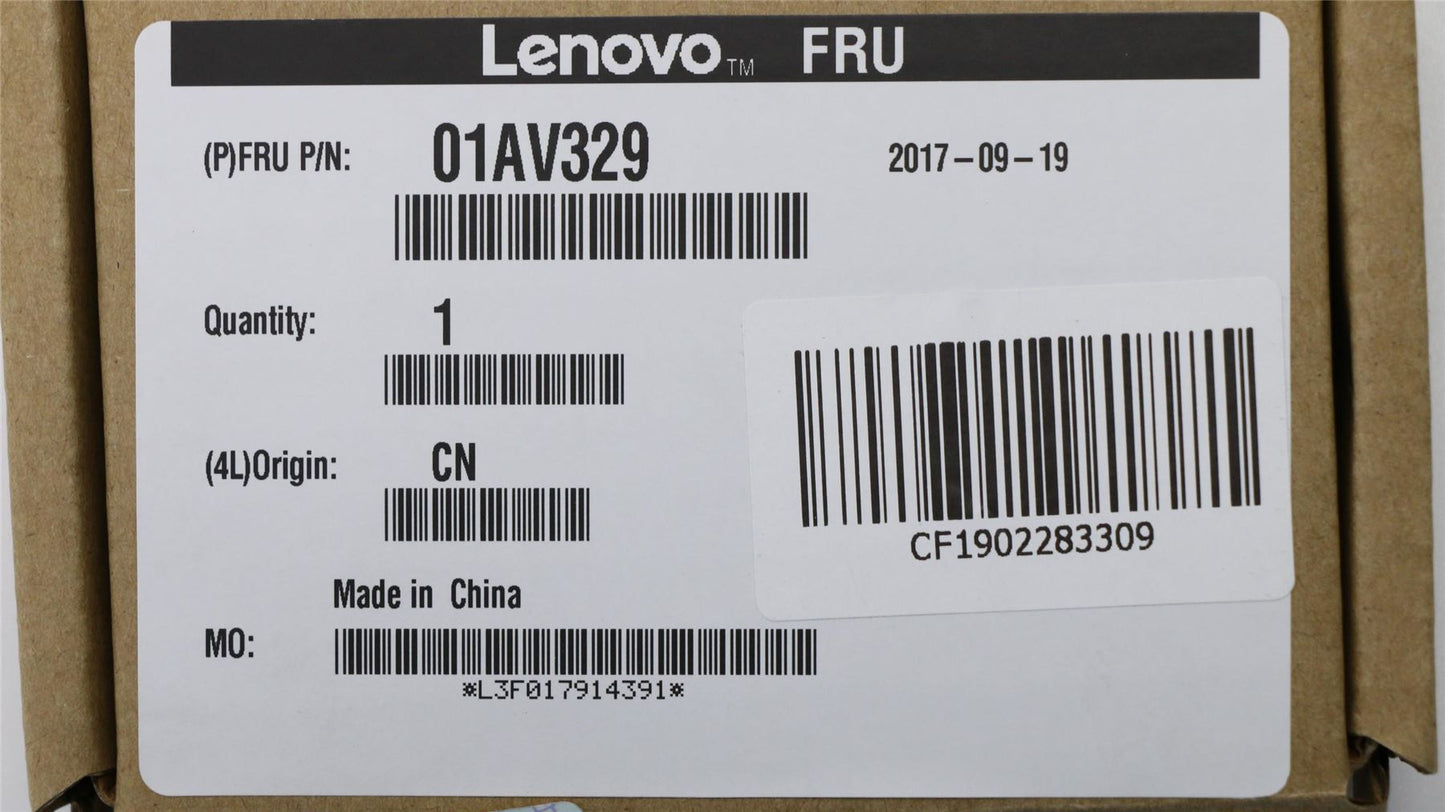 Lenovo™ FRU
(P)FRU P/N: 01AV329 2017-09-19
Quantity: 1
(4L)Origin: CN
CF1902283309
Made in China
MO:
*L3F017914391*